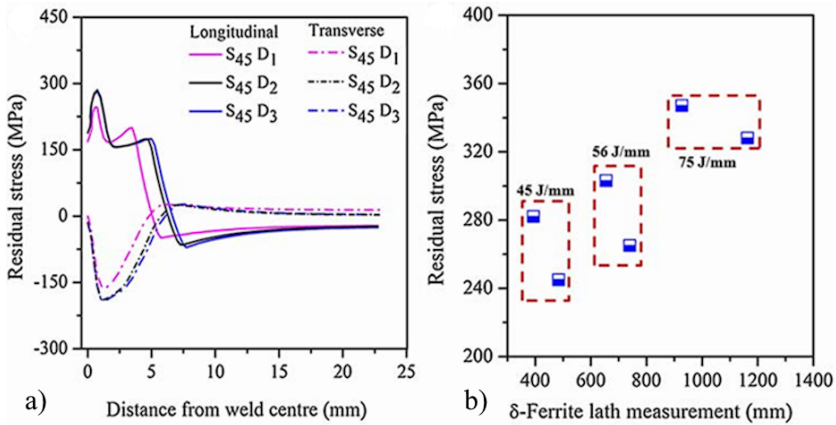 450
300
150
0
-150
-300
Residual stress (MPa)
Longitudinal Transverse
S45 D1 S45 D1
S45 D2 S45 D2
S45 D3 S45 D3
0 5 10 15 20 25
a) Distance from weld centre (mm)
400
360
320
280
240
200
Residual stress (MPa)
45 J/mm
56 J/mm
75 J/mm
400 600 800 1000 1200 1400
b) δ-Ferrite lath measurement (mm)